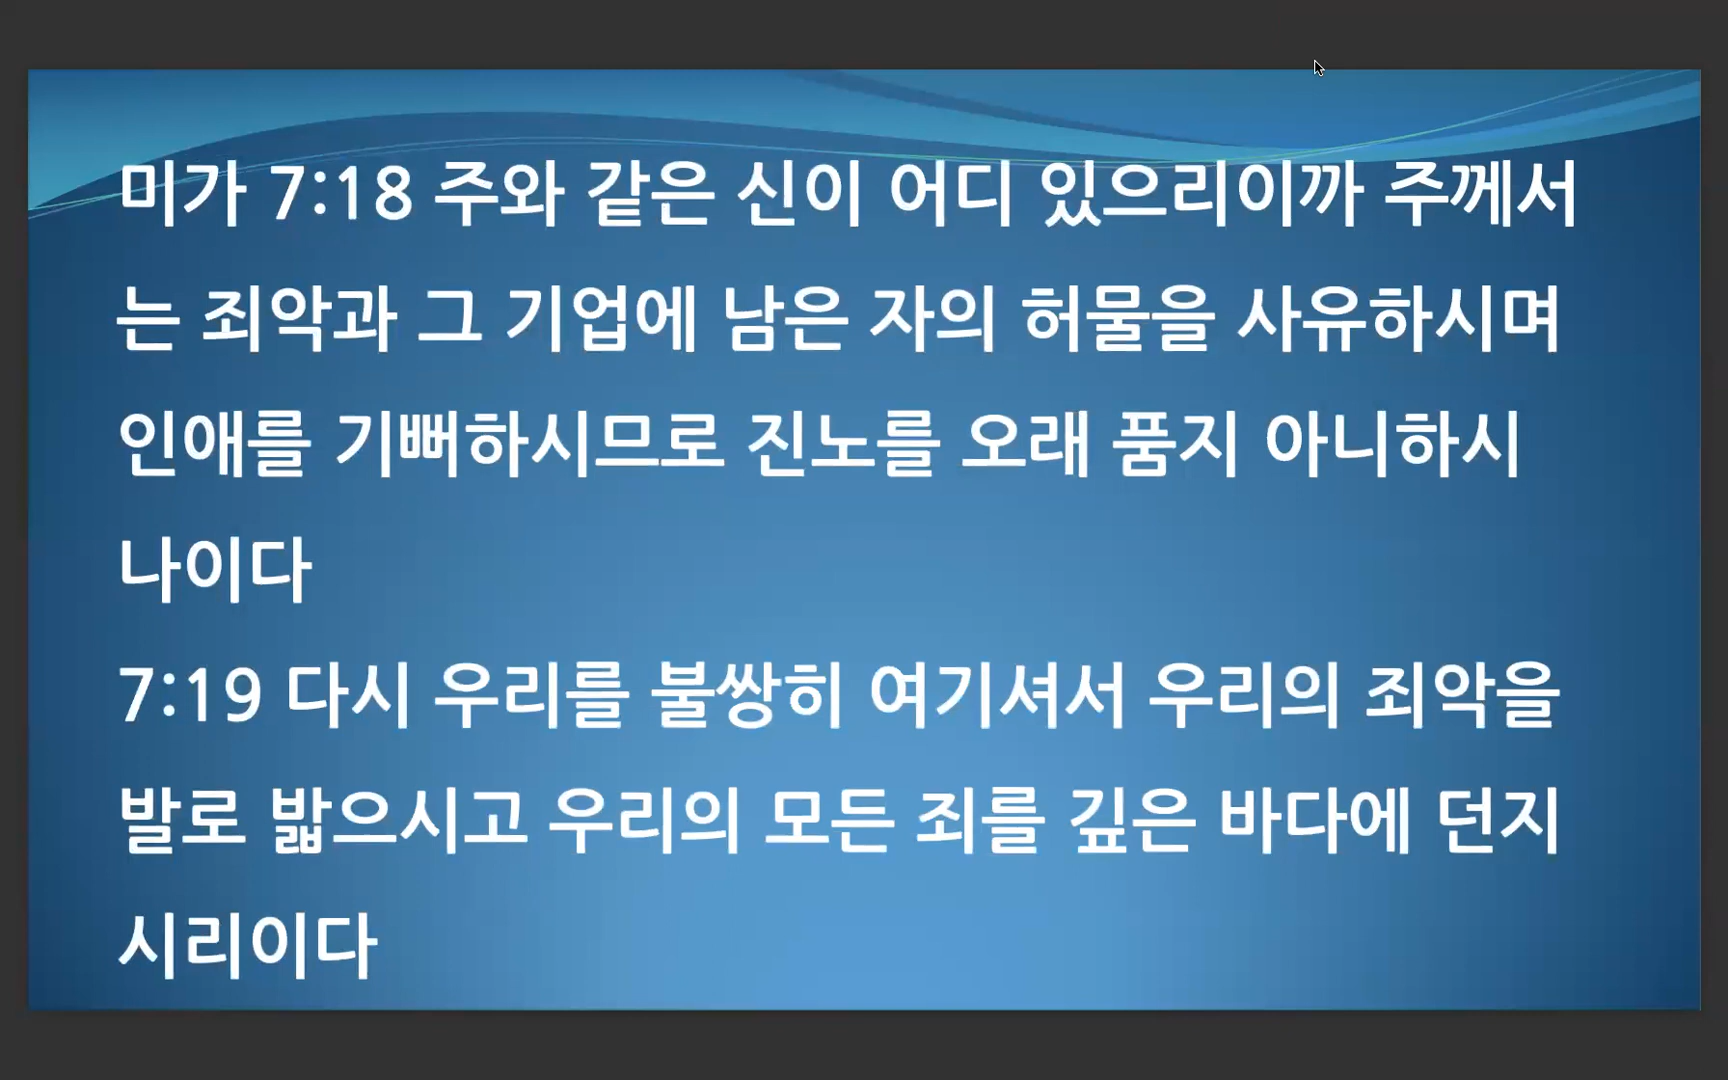 미가 7:18 주와 같은 신이 어디 있으리이까 주께서
는 죄악과 그 기업에 남은 자의 허물을 사유하시며
인애를 기뻐하시므로 진노를 오래 품지 아니하시
나이다
7:19 다시 우리를 불쌍히 여기셔서 우리의 죄악을
발로 밟으시고 우리의 모든 죄를 깊은 바다에 던지
시리이다